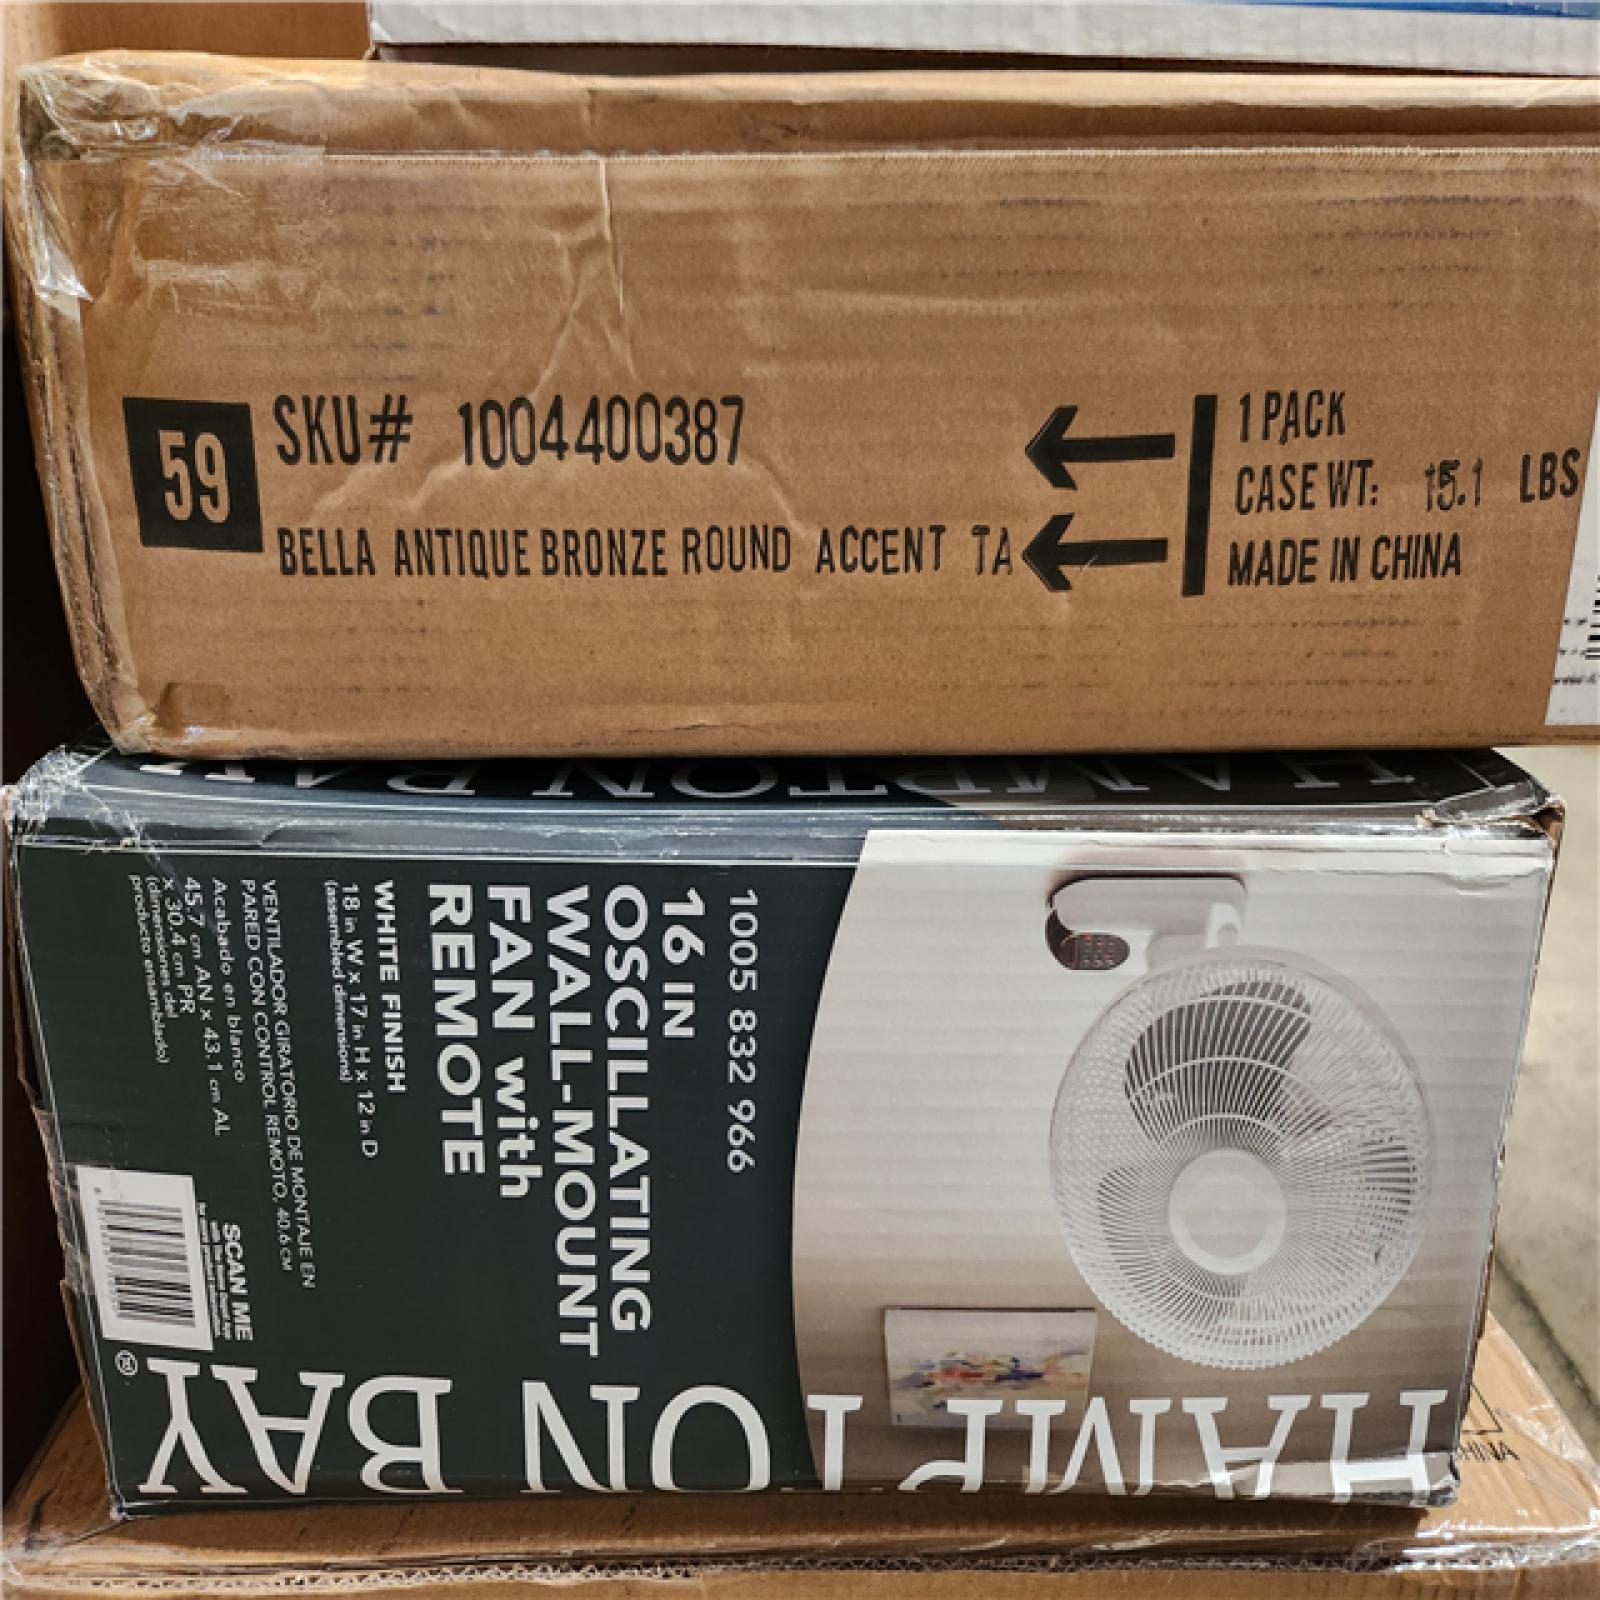 59
SKU# 1004400387
BELLA ANTIQUE BRONZE ROUND ACCENT TA
1 PACK
CASE WT: 15.1 LBS
MADE IN CHINA
HAMPTON BAY
1005 832 966
16 IN
OSCILLATING
WALL-MOUNT
FAN with
REMOTE
WHITE FINISH
18 in W x 17 in H x 12 in D
(assembled dimensions)
VENTILADOR GIRATORIO DE MONTAJE EN
PARED CON CONTROL REMOTO, 40,6 CM
Acabado en blanco
45.7 cm AN x 43.1 cm AL
x 30.4 cm PR
(dimensiones del
producto ensamblado)
SCAN ME
HAMPTON BAY®
HINA